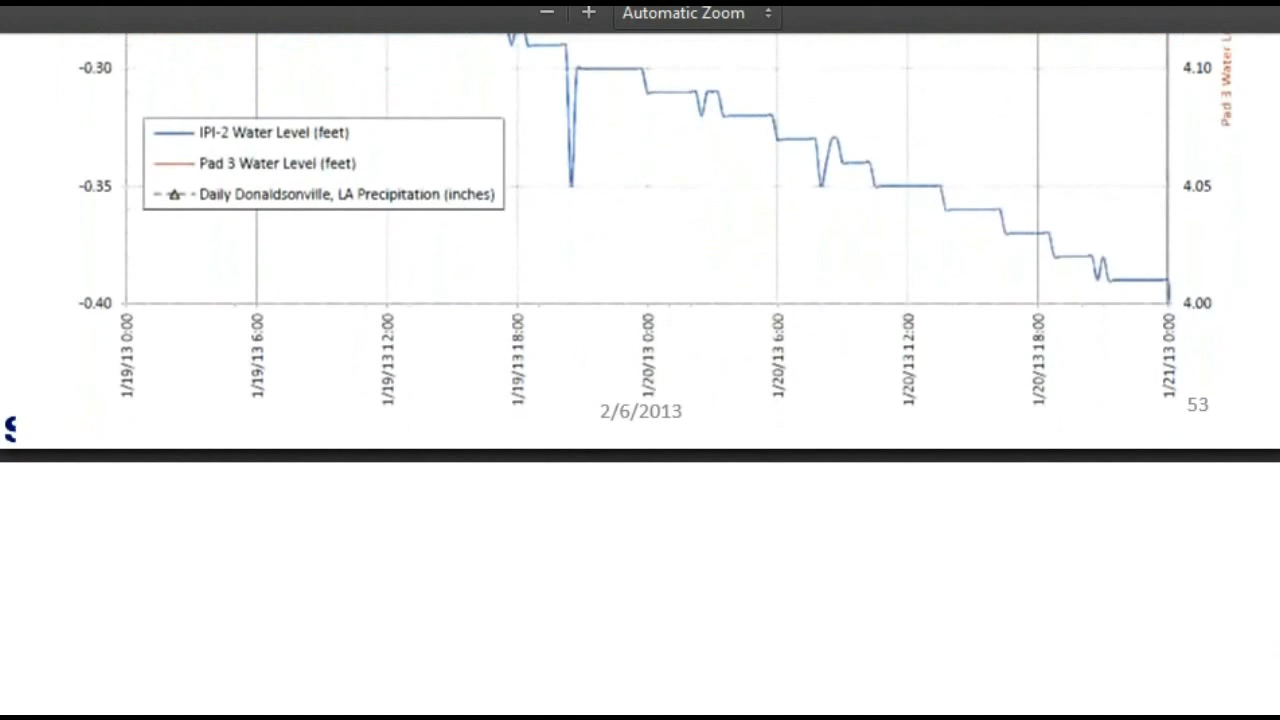 Automatic Zoom
-0.30
4.10
Pad 3 Water
IPI-2 Water Level (feet)
Pad 3 Water Level (feet)
Daily Donaldsonville, LA Precipitation (inches)
-0.35
4.05
-0.40
4.00
1/19/13 0:00
1/19/13 6:00
1/19/13 12:00
1/19/13 18:00
1/20/13 0:00
1/20/13 6:00
1/20/13 12:00
1/20/13 18:00
1/21/13 0:00
2/6/2013
53
S